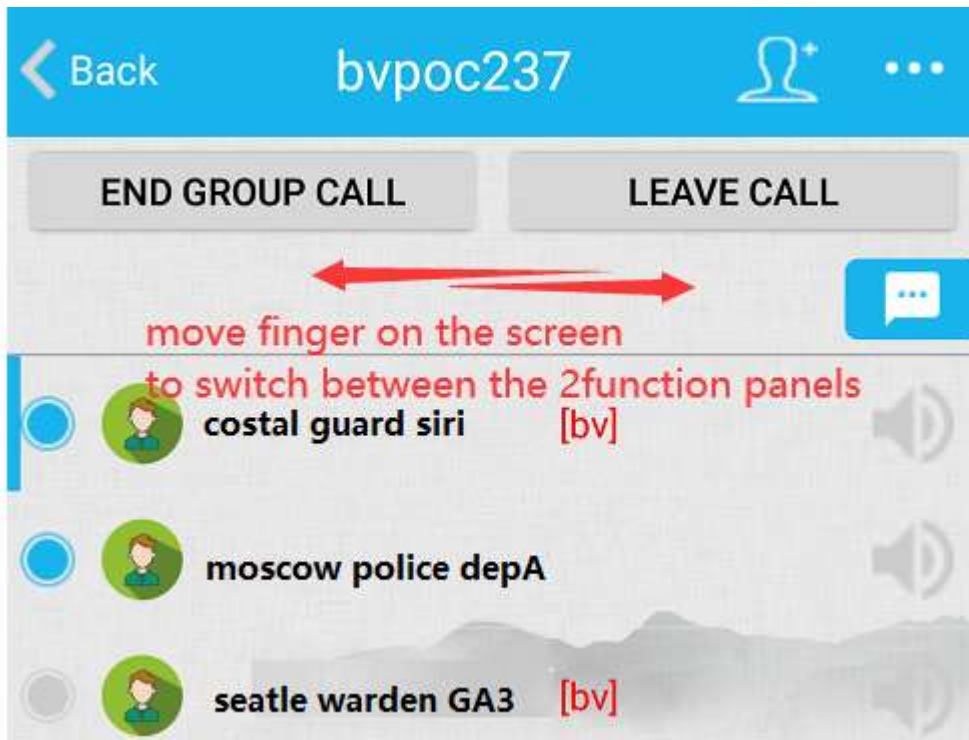 Back bvpoc237
END GROUP CALL LEAVE CALL
move finger on the screen
to switch between the 2function panels
costal guard siri [bv]
moscow police depA
seatle warden GA3 [bv]